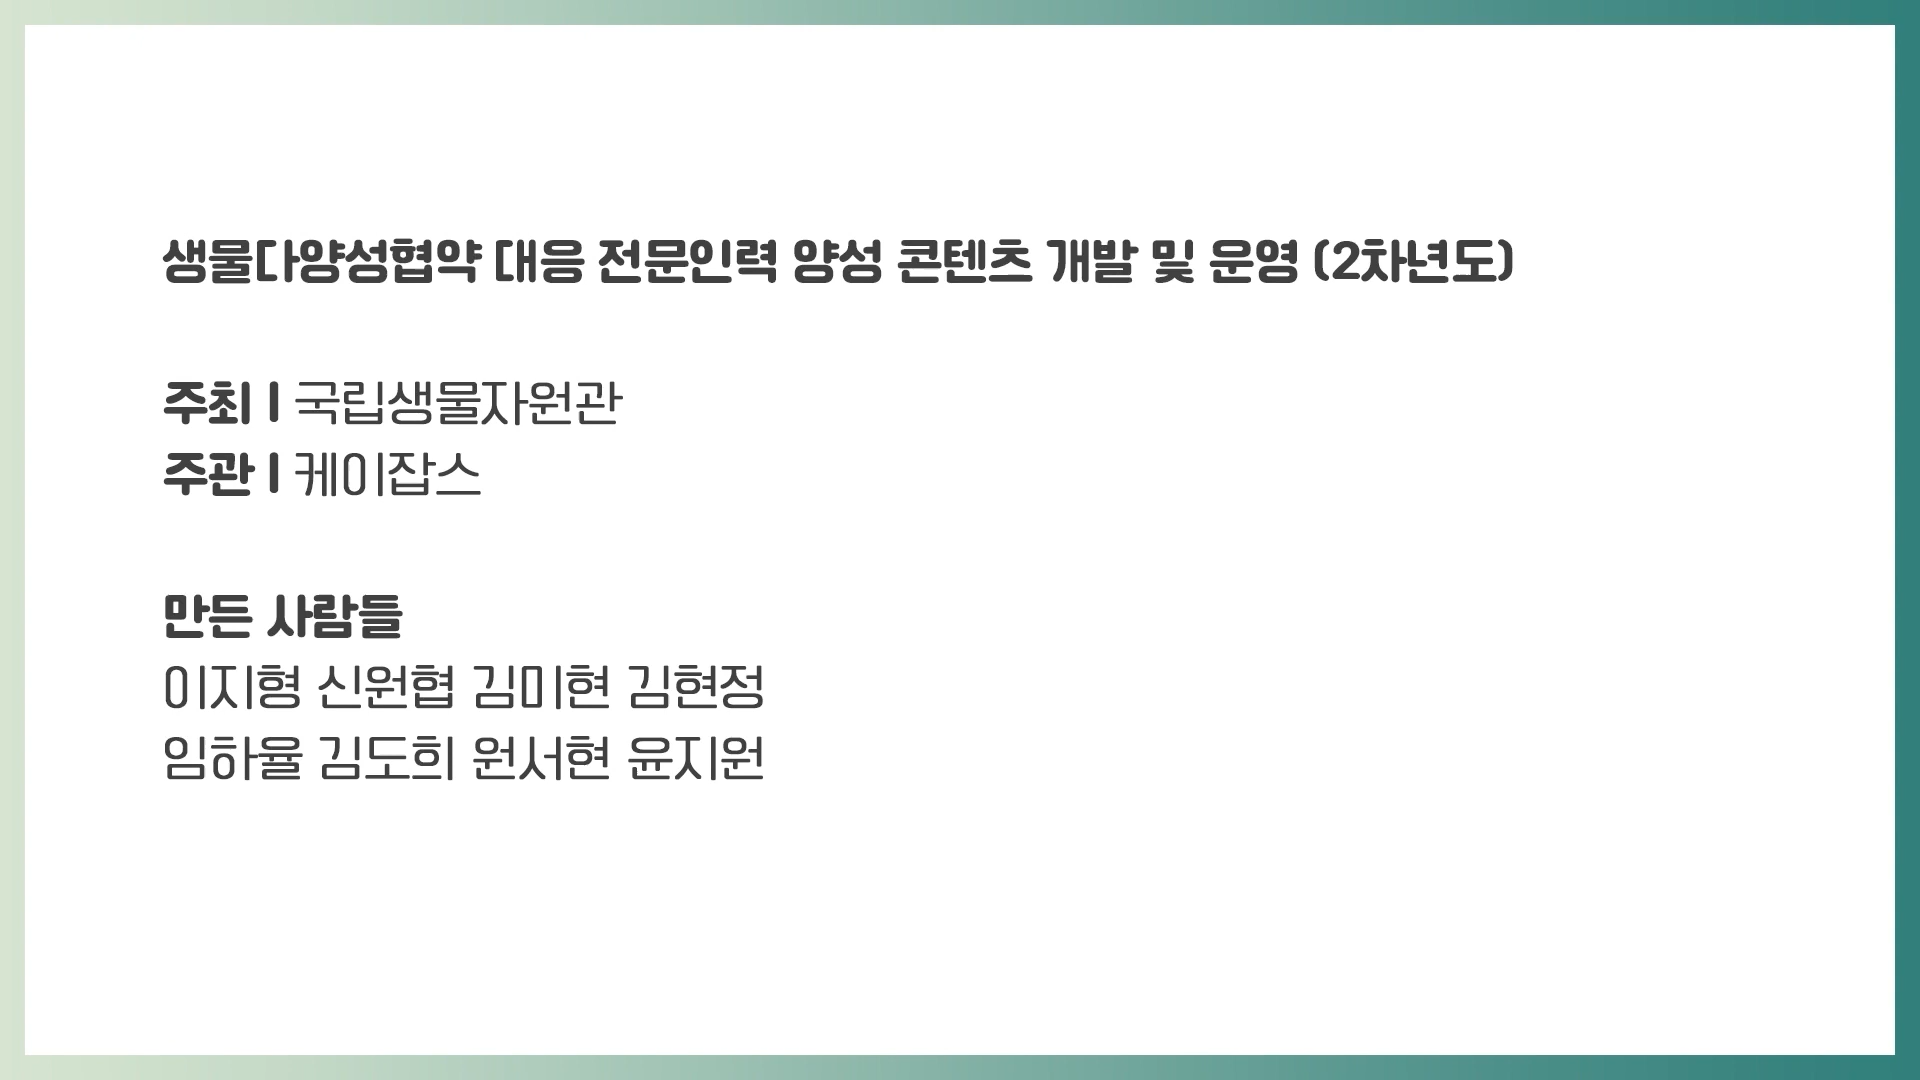 생물다양성협약 대응 전문인력 양성 콘텐츠 개발 및 운영 (2차년도)
주최 | 국립생물자원관
주관 | 케이잡스
만든 사람들
이지형 신원협 김미현 김현정
임하율 김도희 원서현 윤지원